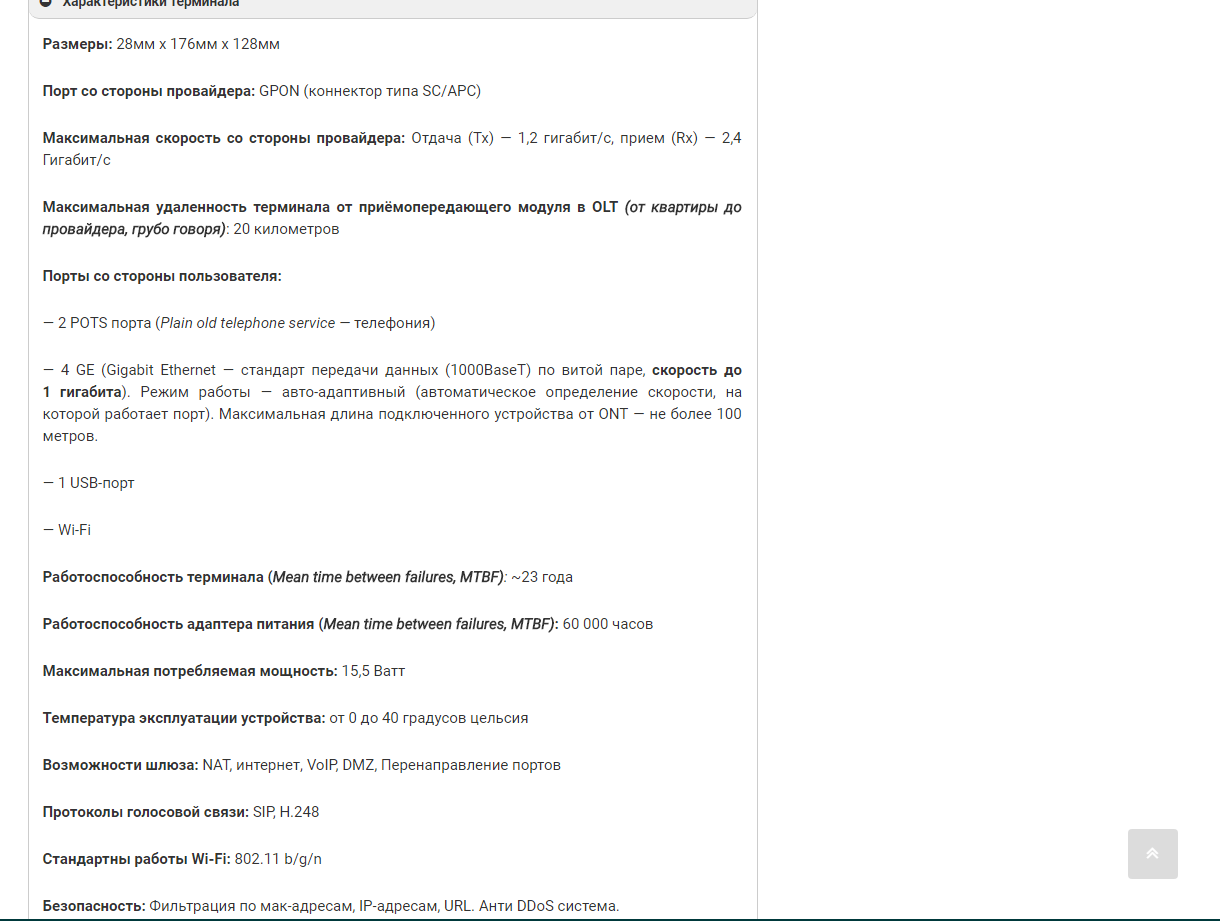 Характеристики терминала
Размеры: 28мм x 176мм x 128мм
Порт со стороны провайдера: GPON (коннектор типа SC/APC)
Максимальная скорость со стороны провайдера: Отдача (Tx) — 1,2 гигабит/с, прием (Rx) — 2,4
Гигабит/с
Максимальная удаленность терминала от приёмопередающего модуля в OLT (от квартиры до
провайдера, грубо говоря): 20 километров
Порты со стороны пользователя:
— 2 POTS порта (Plain old telephone service — телефония)
— 4 GE (Gigabit Ethernet — стандарт передачи данных (1000BaseT) по витой паре, скорость до
1 гигабита). Режим работы — авто-адаптивный (автоматическое определение скорости, на
которой работает порт). Максимальная длина подключенного устройства от ONT — не более 100
метров.
— 1 USB-порт
— Wi-Fi
Работоспособность терминала (Mean time between failures, MTBF): ~23 года
Работоспособность адаптера питания (Mean time between failures, MTBF): 60 000 часов
Максимальная потребляемая мощность: 15,5 Ватт
Температура эксплуатации устройства: от 0 до 40 градусов цельсия
Возможности шлюза: NAT, интернет, VoIP, DMZ, Перенаправление портов
Протоколы голосовой связи: SIP, H.248
Стандартны работы Wi-Fi: 802.11 b/g/n
Безопасность: Фильтрация по мак-адресам, IP-адресам, URL. Анти DDoS система.